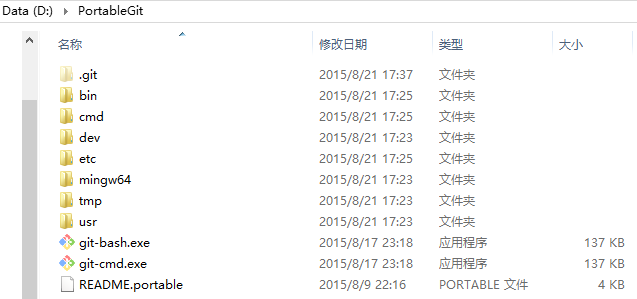 Data (D:) > PortableGit
名称 修改日期 类型 大小
.git 2015/8/21 17:37 文件夹
bin 2015/8/21 17:25 文件夹
cmd 2015/8/21 17:25 文件夹
dev 2015/8/21 17:23 文件夹
etc 2015/8/21 17:25 文件夹
mingw64 2015/8/21 17:23 文件夹
tmp 2015/8/21 17:23 文件夹
usr 2015/8/21 17:23 文件夹
git-bash.exe 2015/8/17 23:18 应用程序 137 KB
git-cmd.exe 2015/8/17 23:18 应用程序 137 KB
README.portable 2015/8/9 22:16 PORTABLE 文件 4 KB